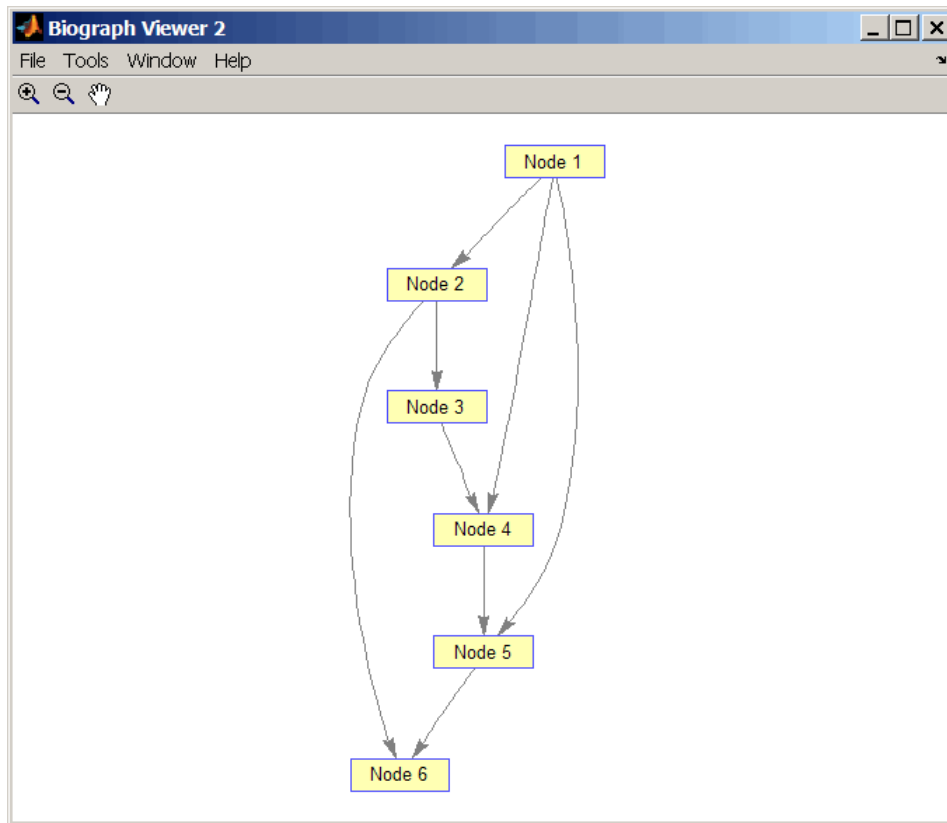 Biograph Viewer 2
File Tools Window Help
Node 1
Node 2
Node 3
Node 4
Node 5
Node 6